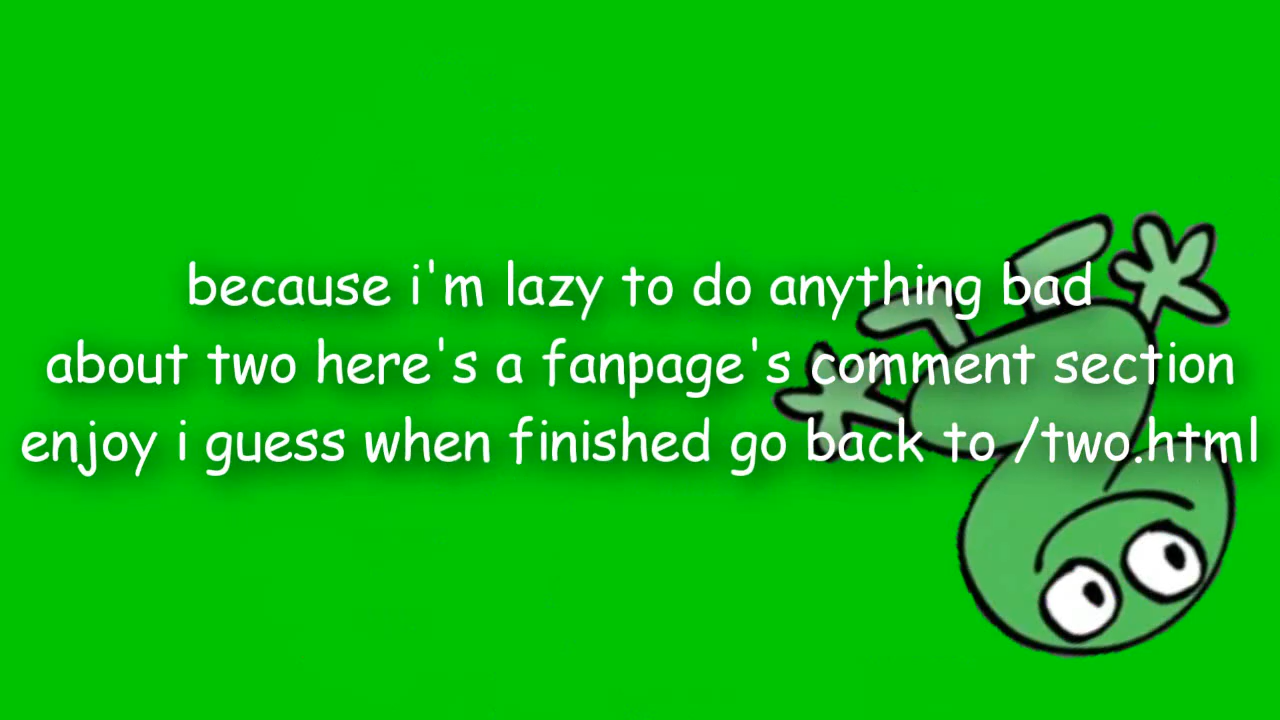 because i'm lazy to do anything bad
about two here's a fanpage's comment section
enjoy i guess when finished go back to /two.html